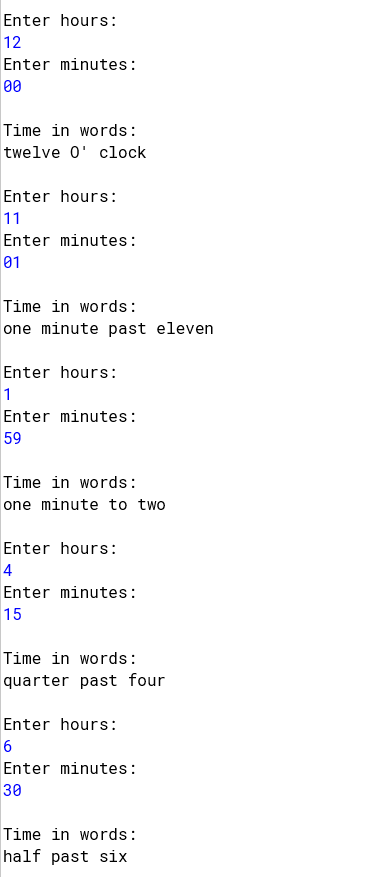 Enter hours:
12
Enter minutes:
00
Time in words:
twelve O' clock
Enter hours:
11
Enter minutes:
01
Time in words:
one minute past eleven
Enter hours:
1
Enter minutes:
59
Time in words:
one minute to two
Enter hours:
4
Enter minutes:
15
Time in words:
quarter past four
Enter hours:
6
Enter minutes:
30
Time in words:
half past six